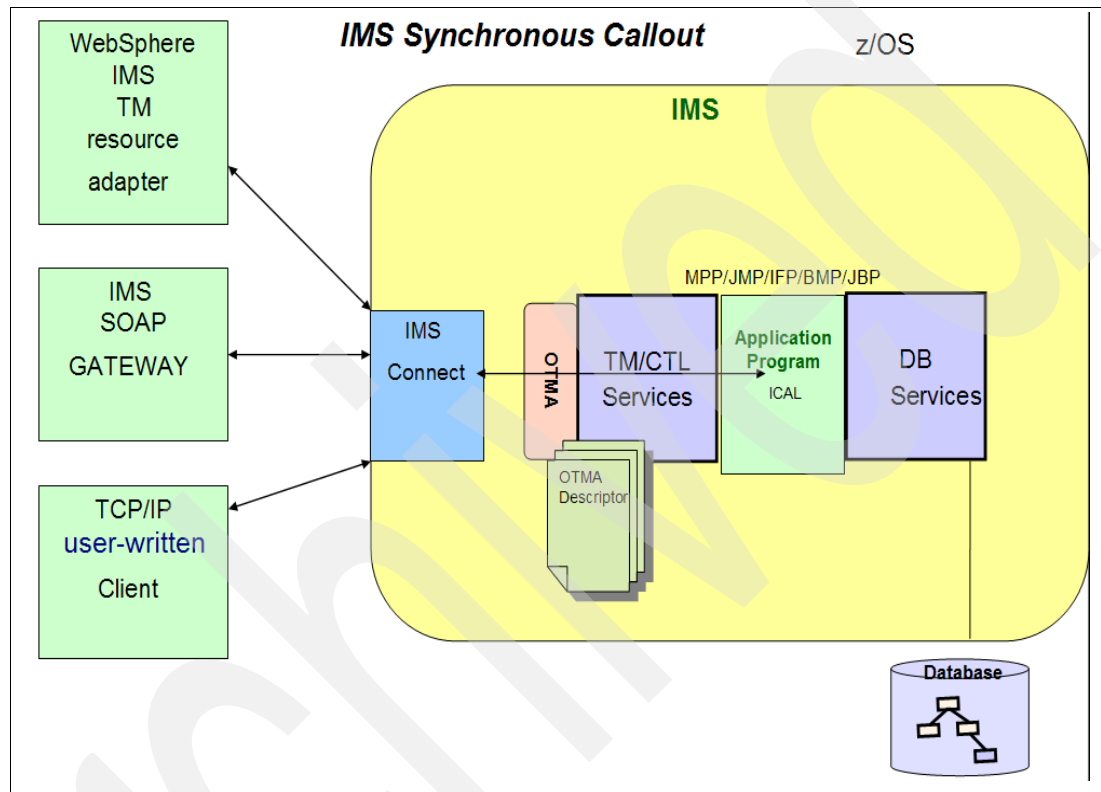 IMS Synchronous Callout
z/OS
WebSphere
IMS
TM
resource
adapter
IMS
SOAP
GATEWAY
TCP/IP
user-written
Client
IMS
MPP/JMP/IFP/BMP/JBP
IMS
Connect
OTMA
TM/CTL
Services
Application
Program
ICAL
DB
Services
OTMA
Descriptor
Database